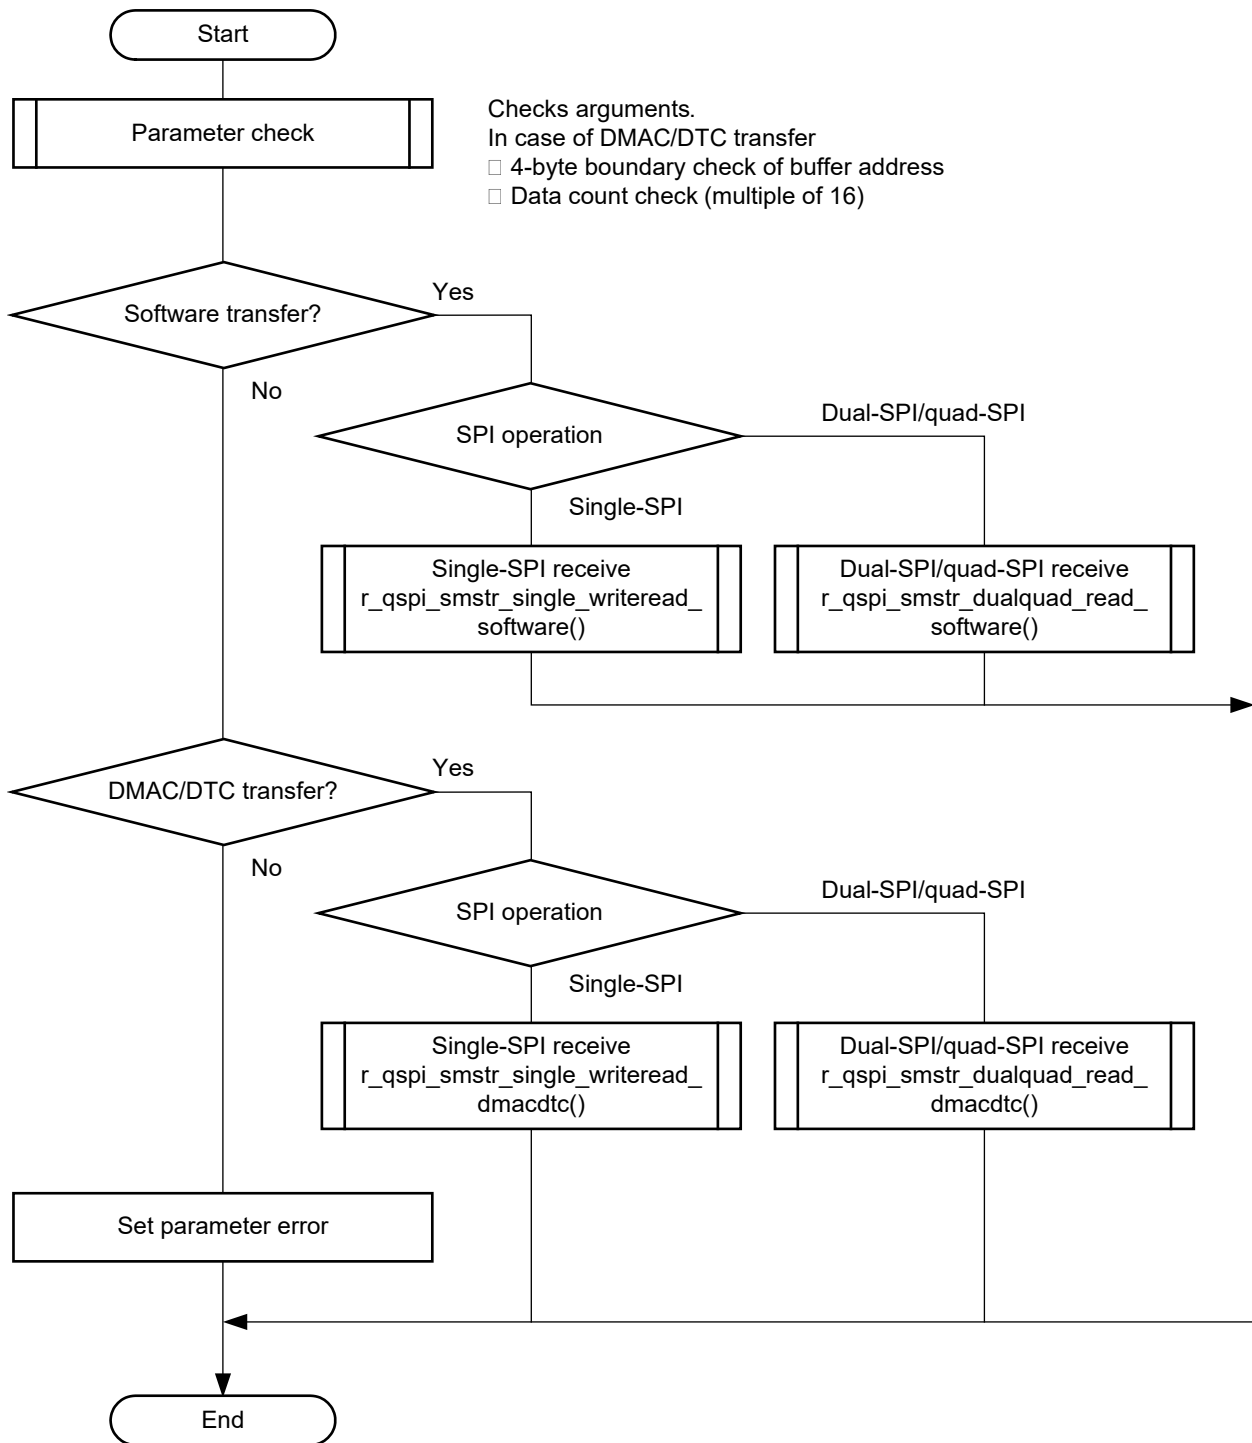 Start
Parameter check
Checks arguments.
In case of DMAC/DTC transfer
□ 4-byte boundary check of buffer address
□ Data count check (multiple of 16)
Software transfer?
Yes
No
SPI operation
Dual-SPI/quad-SPI
Single-SPI
Single-SPI receive
r_qspi_smstr_single_writeread_
software()
Dual-SPI/quad-SPI receive
r_qspi_smstr_dualquad_read_
software()
DMAC/DTC transfer?
Yes
No
SPI operation
Dual-SPI/quad-SPI
Single-SPI
Single-SPI receive
r_qspi_smstr_single_writeread_
dmacdtc()
Dual-SPI/quad-SPI receive
r_qspi_smstr_dualquad_read_
dmacdtc()
Set parameter error
End